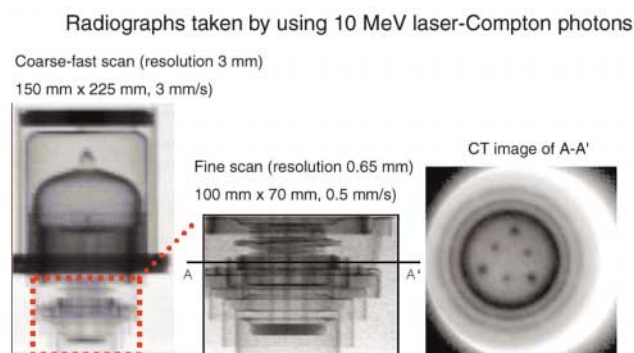 Radiographs taken by using 10 MeV laser-Compton photons
Coarse-fast scan (resolution 3 mm)
150 mm x 225 mm, 3 mm/s)
Fine scan (resolution 0.65 mm)
100 mm x 70 mm, 0.5 mm/s)
CT image of A-A'
A
A'